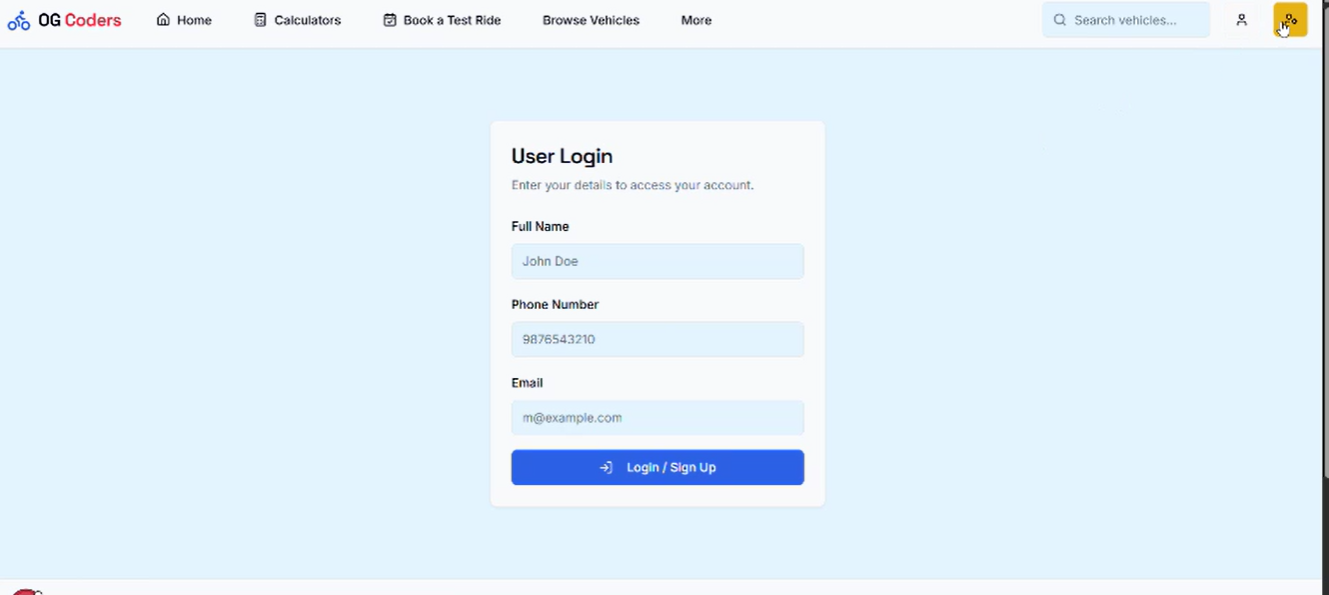 OG Coders Home Calculators Book a Test Ride Browse Vehicles More Search vehicles...
User Login
Enter your details to access your account.
Full Name
John Doe
Phone Number
9876543210
Email
m@example.com
Login / Sign Up